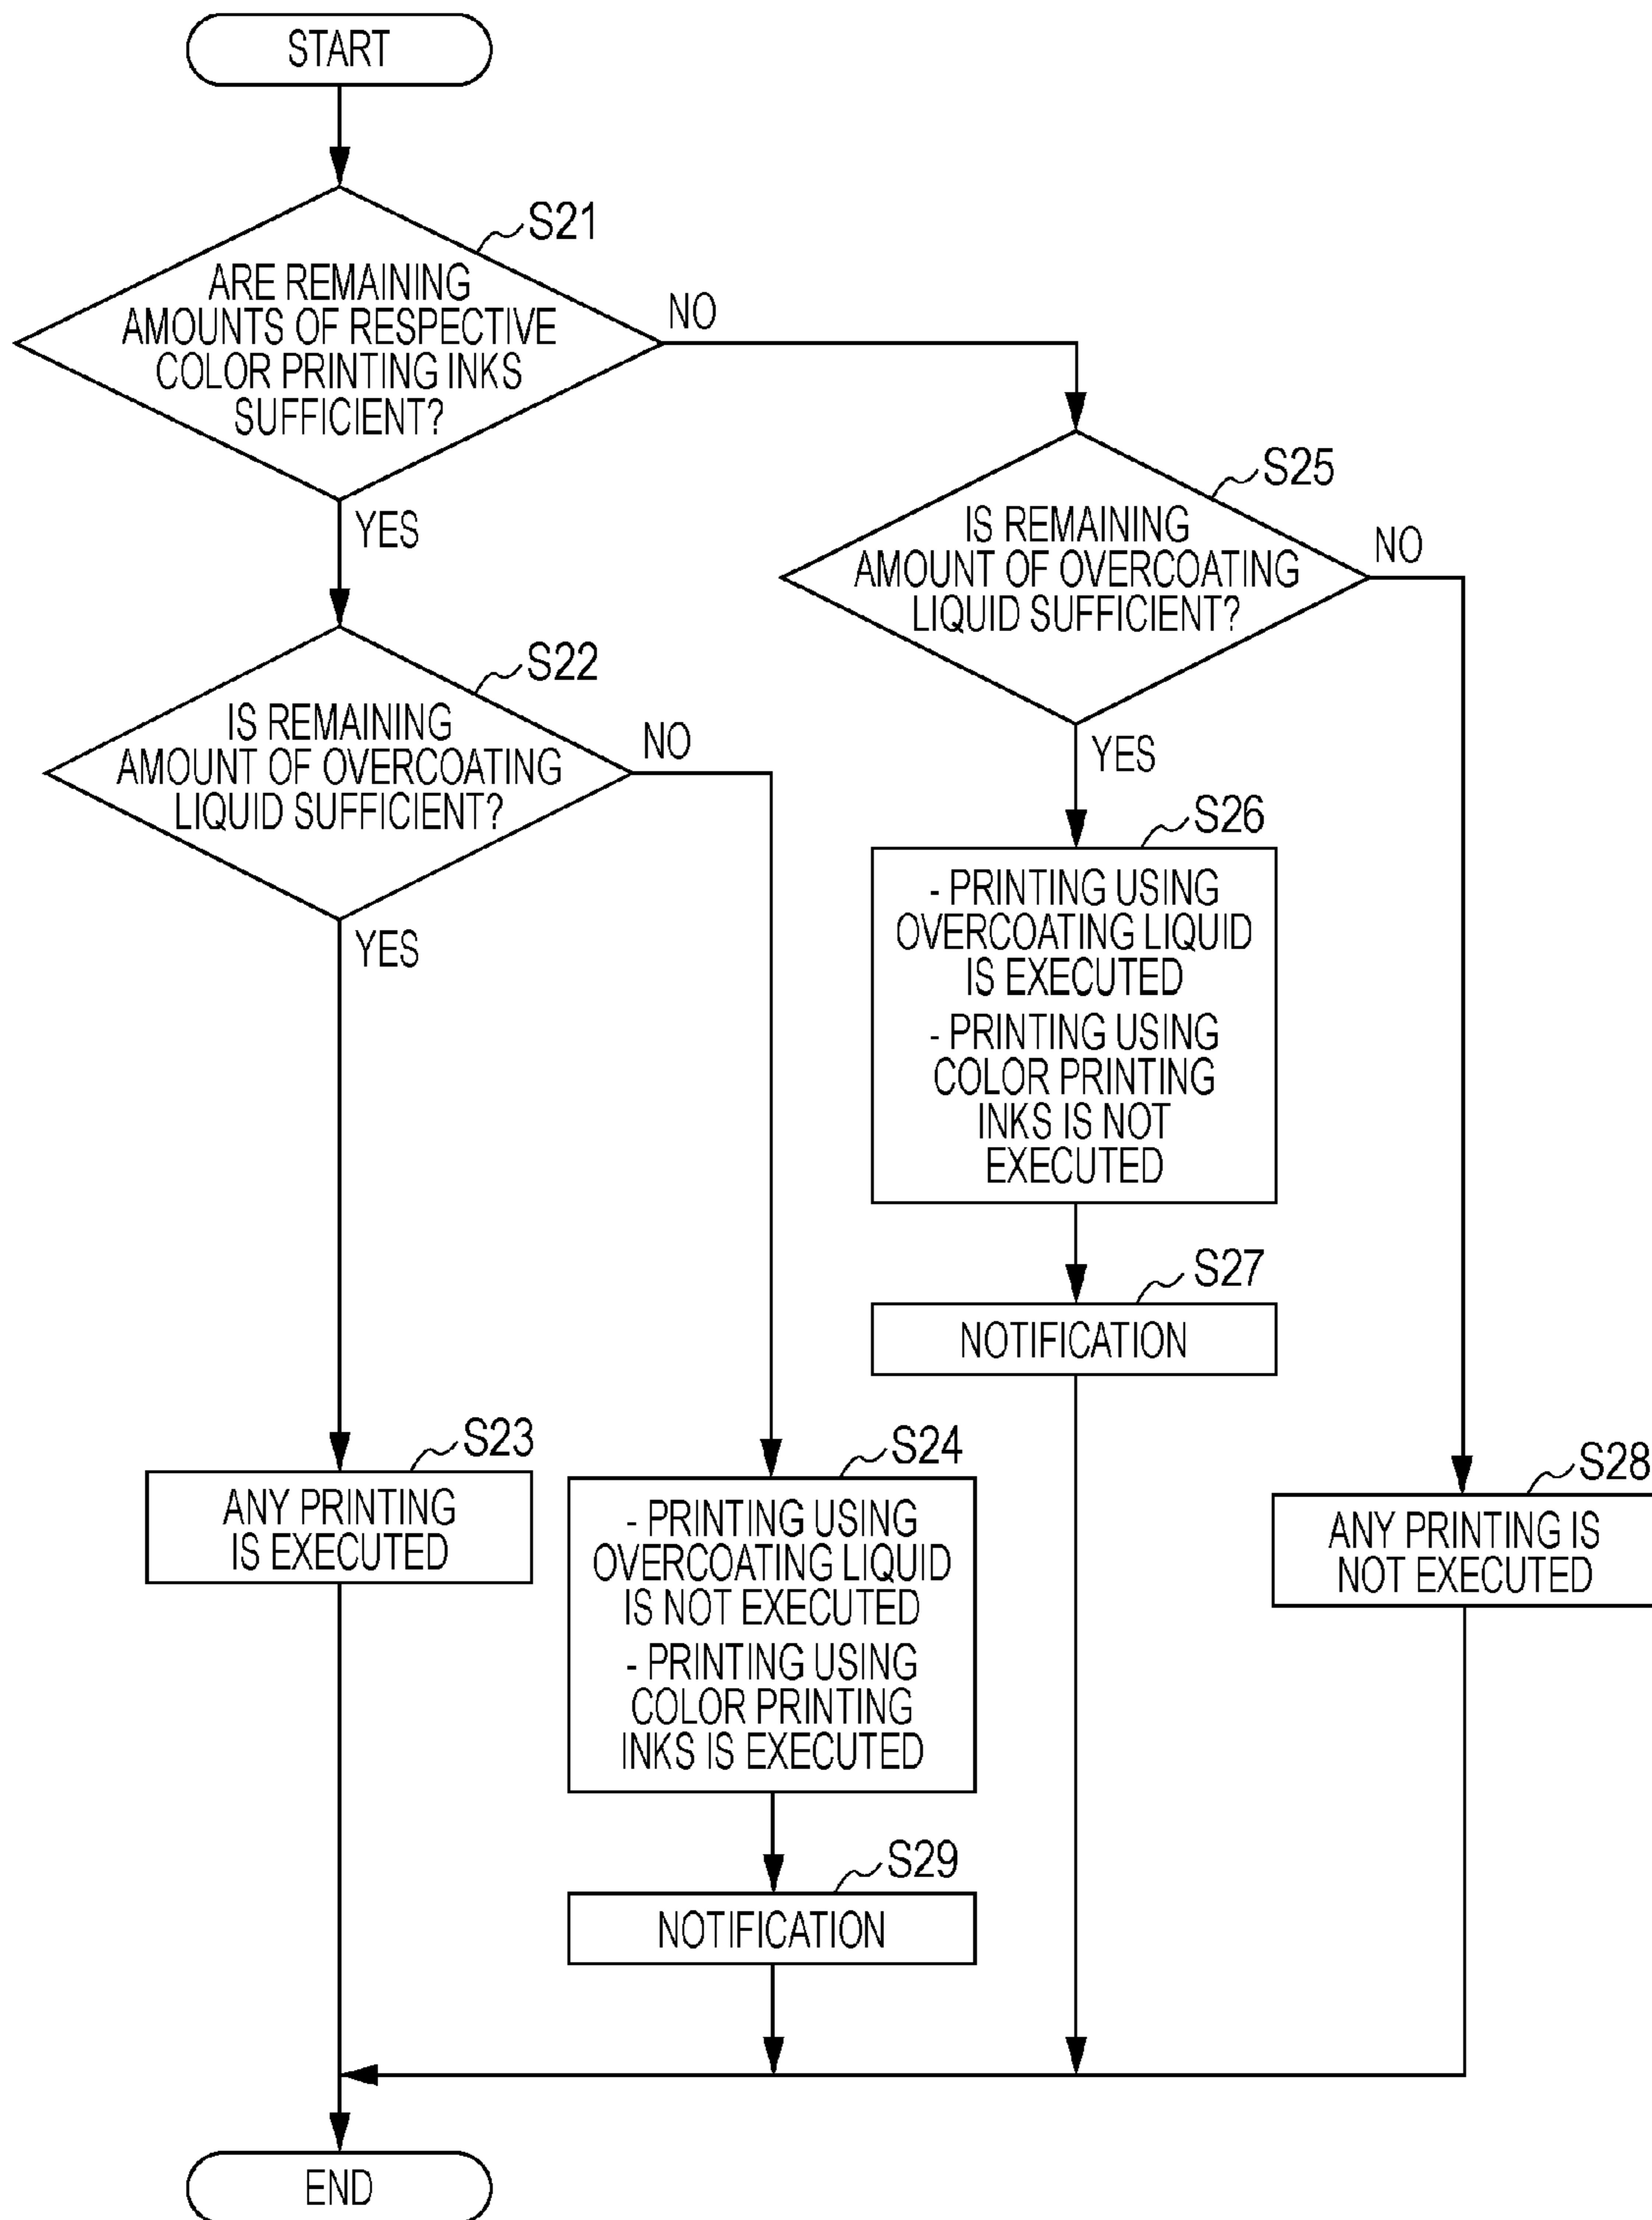 START
S21
ARE REMAINING
AMOUNTS OF RESPECTIVE
COLOR PRINTING INKS
SUFFICIENT?
NO
YES
S25
IS REMAINING
AMOUNT OF OVERCOATING
LIQUID SUFFICIENT?
NO
YES
S22
IS REMAINING
AMOUNT OF OVERCOATING
LIQUID SUFFICIENT?
NO
YES
S26
- PRINTING USING
OVERCOATING LIQUID
IS EXECUTED
- PRINTING USING
COLOR PRINTING
INKS IS NOT
EXECUTED
S27
NOTIFICATION
S23
ANY PRINTING
IS EXECUTED
S24
- PRINTING USING
OVERCOATING LIQUID
IS NOT EXECUTED
- PRINTING USING
COLOR PRINTING
INKS IS EXECUTED
S28
ANY PRINTING IS
NOT EXECUTED
S29
NOTIFICATION
END